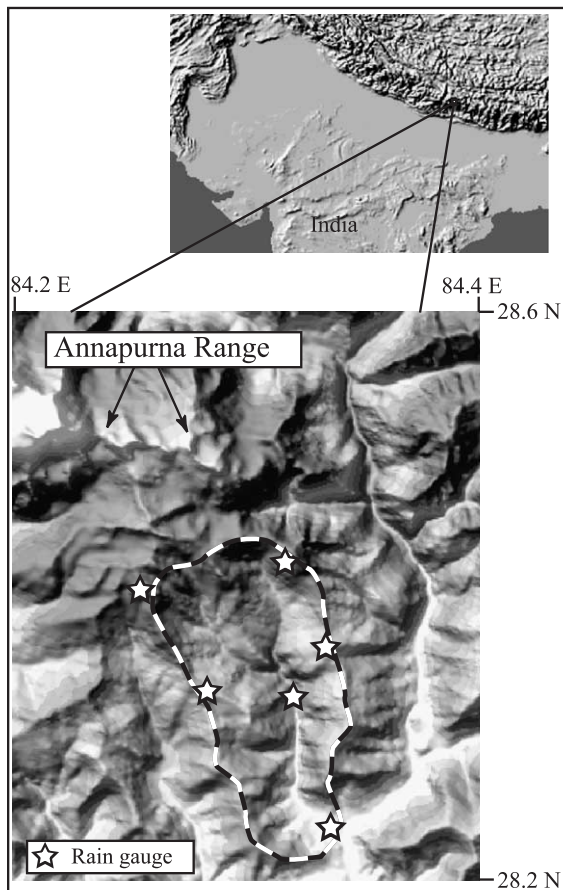 India
84.2 E
84.4 E
28.6 N
Annapurna Range
Rain gauge
28.2 N